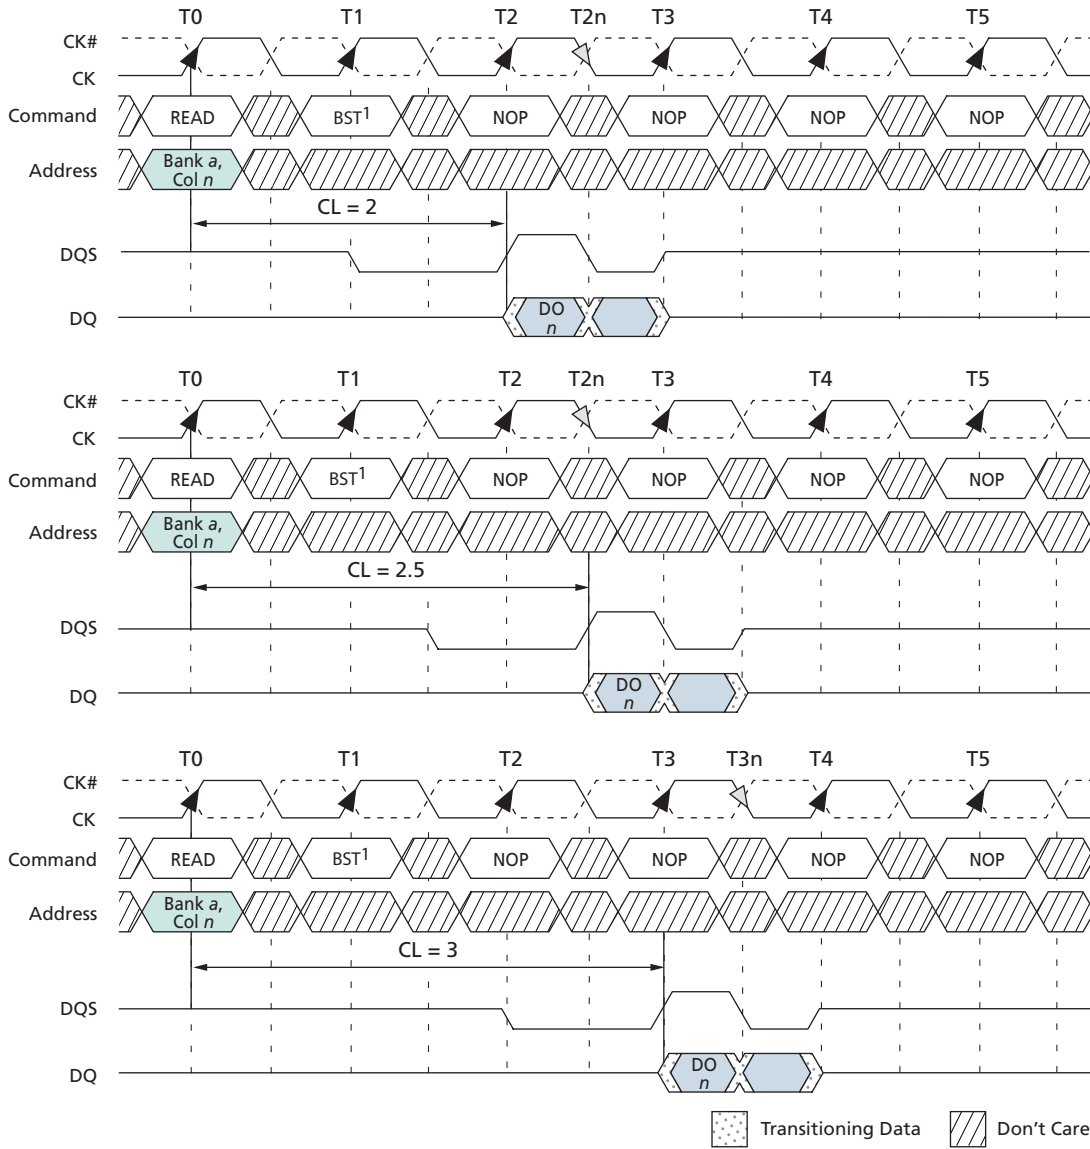 T0 T1 T2 T2n T3 T4 T5
CK#
CK
Command READ BST1 NOP NOP NOP NOP
Address Bank a,
Col n
CL = 2
DQS
DQ DO
n
T0 T1 T2 T2n T3 T4 T5
CK#
CK
Command READ BST1 NOP NOP NOP NOP
Address Bank a,
Col n
CL = 2.5
DQS
DQ DO
n
T0 T1 T2 T3 T3n T4 T5
CK#
CK
Command READ BST1 NOP NOP NOP NOP
Address Bank a,
Col n
CL = 3
DQS
DQ DO
n
Transitioning Data Don't Care